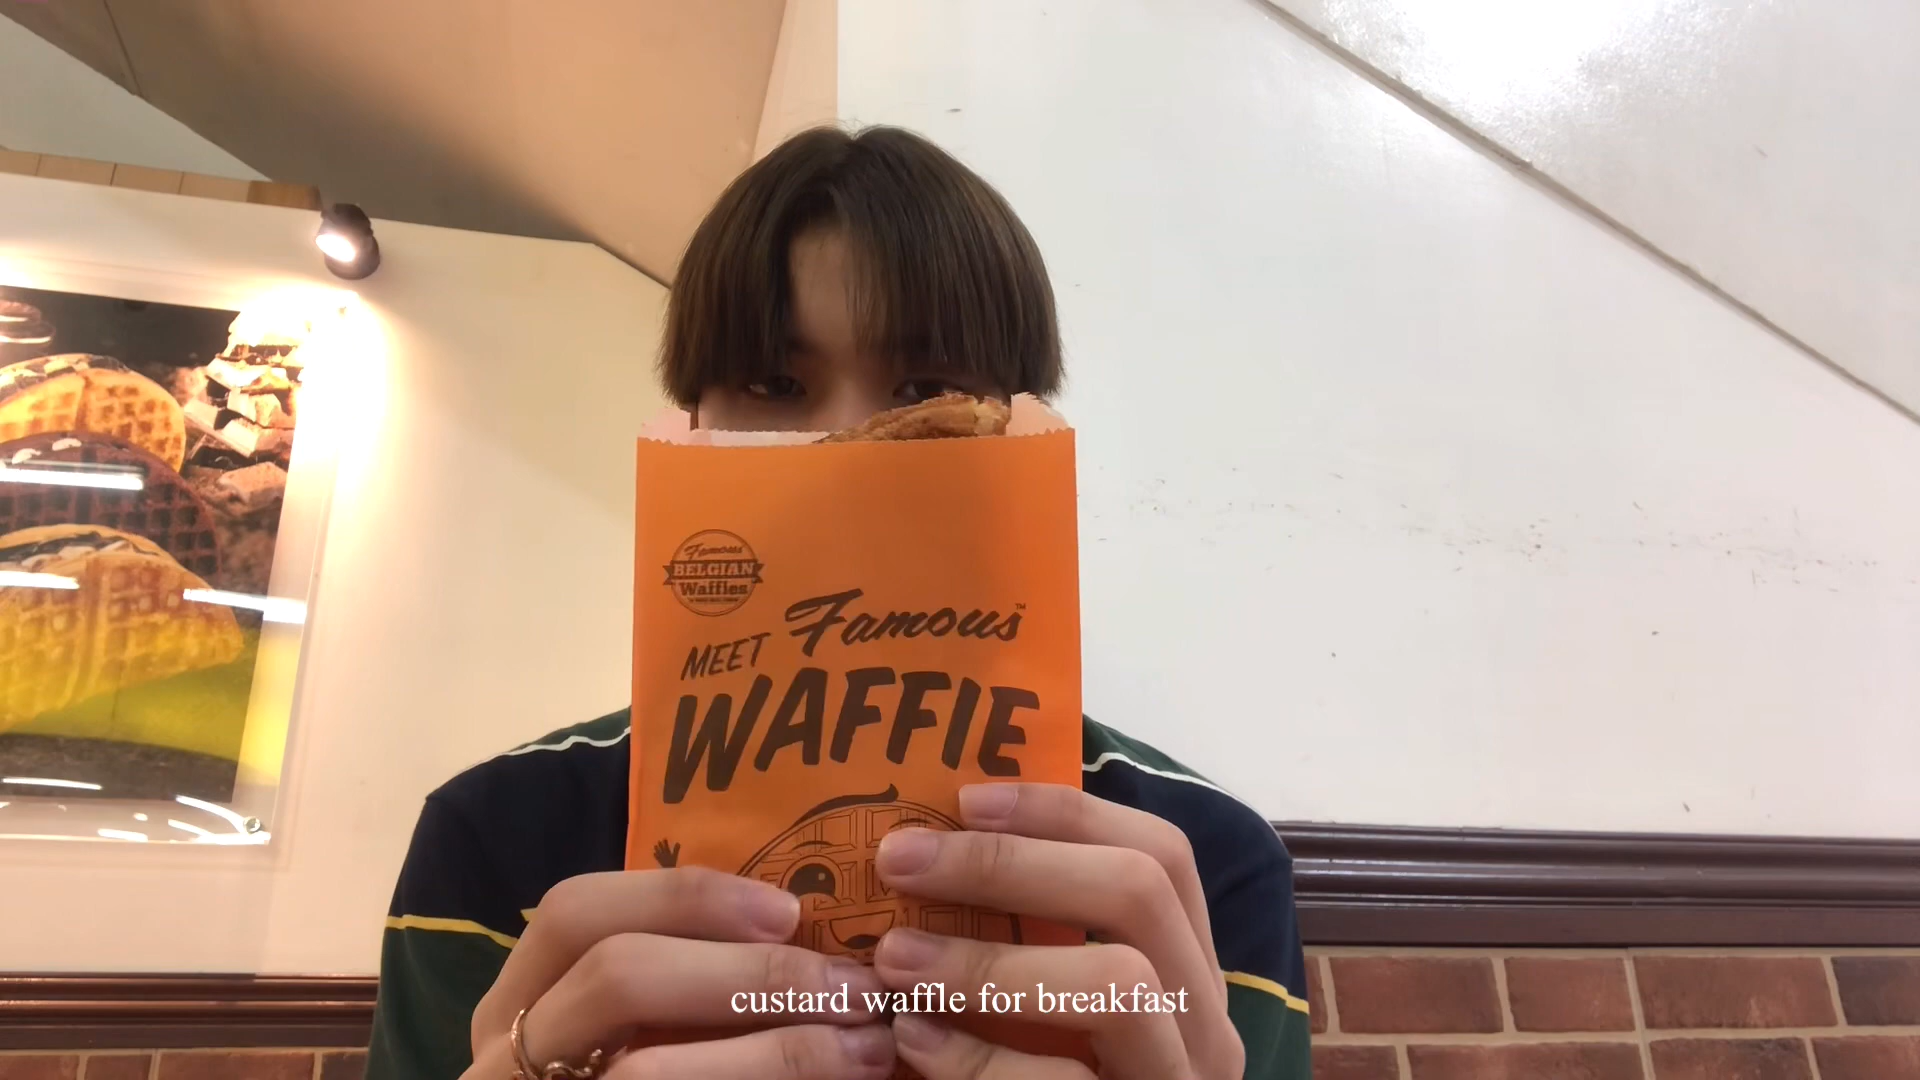 Famous
BELGIAN
Waffles
MEET Famous™
WAFFIE
custard waffle for breakfast